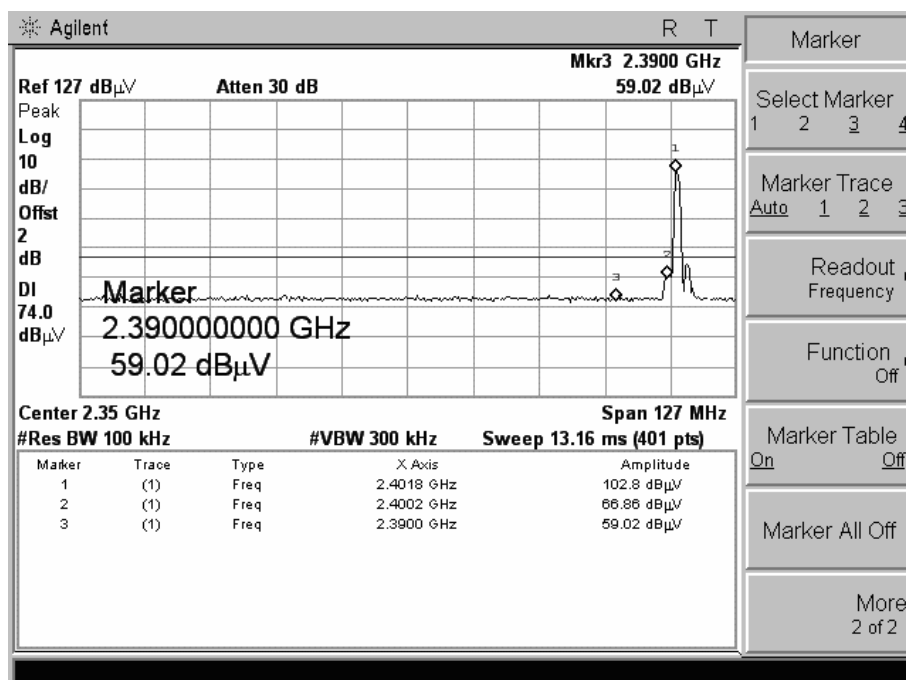 Agilent R T
Mkr3 2.3900 GHz
Ref 127 dBµV Atten 30 dB 59.02 dBµV
Peak
Log
10
dB/
Offst
2
dB
DI
74.0
dBµV
1
2
3
Marker
2.390000000 GHz
59.02 dBµV
Center 2.35 GHz Span 127 MHz
#Res BW 100 kHz #VBW 300 kHz Sweep 13.16 ms (401 pts)
Marker Trace Type X Axis Amplitude
1 (1) Freq 2.4018 GHz 102.8 dBµV
2 (1) Freq 2.4002 GHz 66.86 dBµV
3 (1) Freq 2.3900 GHz 59.02 dBµV
Marker
Select Marker
1 2 3 4
Marker Trace
Auto 1 2 3
Readout
Frequency
Function
Off
Marker Table
On Off
Marker All Off
More
2 of 2